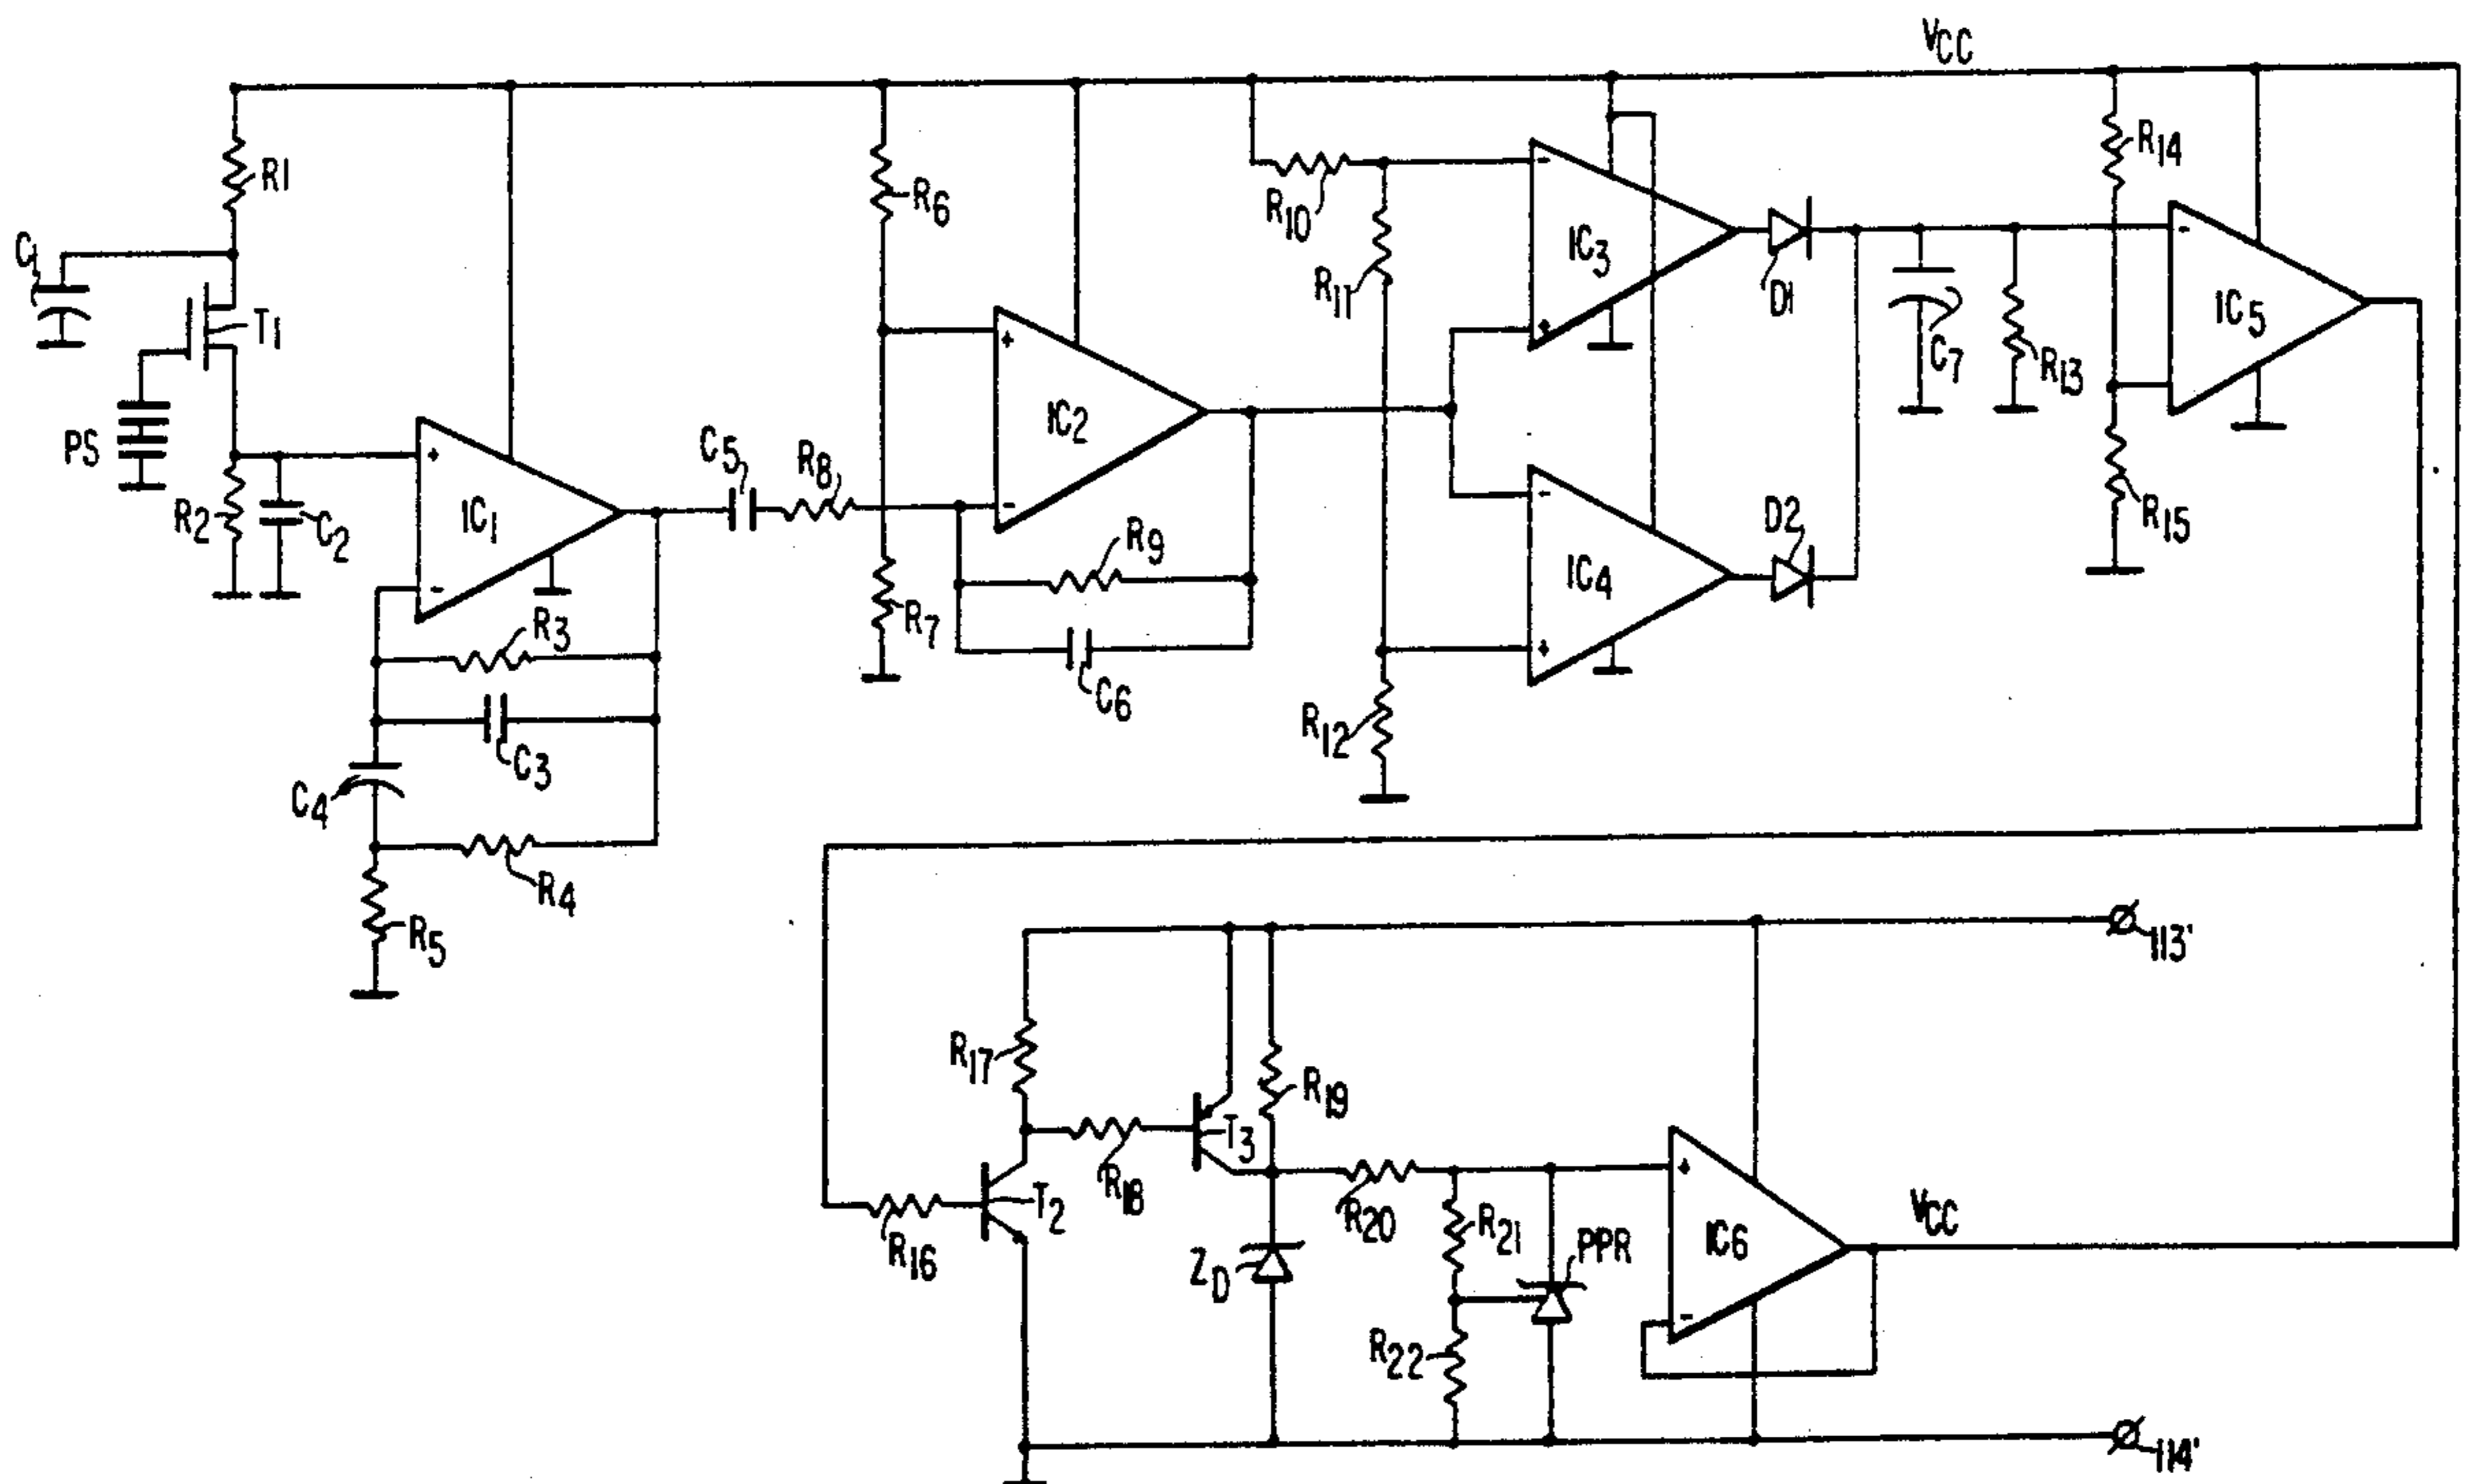 VCC
R1
C1
T1
PS
R2
C2
IC1
+
-
R3
C3
C4
R4
R5
C5
R8
R6
R7
IC2
+
-
R9
C6
R10
R11
R12
IC3
-
+
IC4
-
+
D1
D2
C7
R13
R14
R15
IC5
-
113'
R17
R19
T3
R18
T2
R16
ZD
R20
R21
PPR
R22
IC6
+
-
VCC
114'